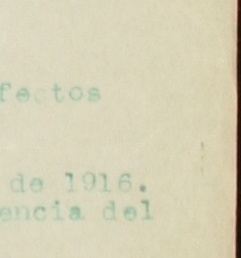 fectos
de 1916.
encia del